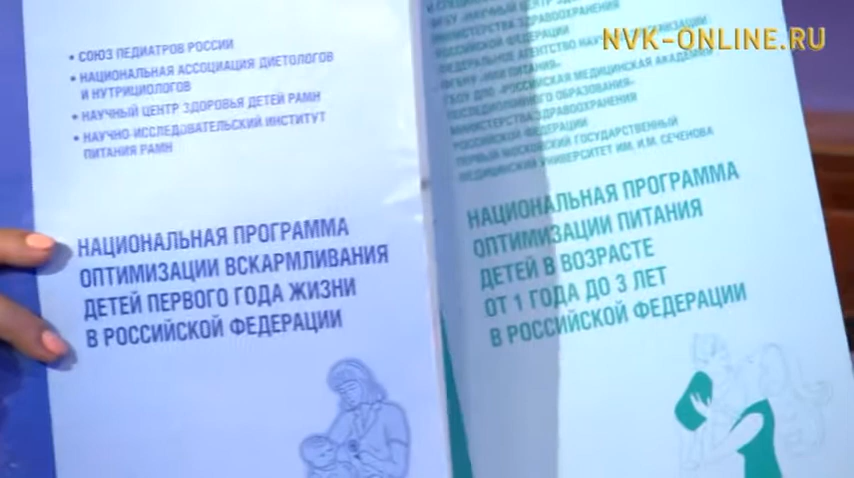 NVK-ONLINE.RU
• СОЮЗ ПЕДИАТРОВ РОССИИ
• НАЦИОНАЛЬНАЯ АССОЦИАЦИЯ ДИЕТОЛОГОВ
И НУТРИЦИОЛОГОВ
• НАУЧНЫЙ ЦЕНТР ЗДОРОВЬЯ ДЕТЕЙ РАМН
• НАУЧНО-ИССЛЕДОВАТЕЛЬСКИЙ ИНСТИТУТ
ПИТАНИЯ РАМН
НАЦИОНАЛЬНАЯ ПРОГРАММА
ОПТИМИЗАЦИИ ВСКАРМЛИВАНИЯ
ДЕТЕЙ ПЕРВОГО ГОДА ЖИЗНИ
В РОССИЙСКОЙ ФЕДЕРАЦИИ
МИНИСТЕРСТВА ЗДРАВООХРАНЕНИЯ
РОССИЙСКОЙ ФЕДЕРАЦИИ
ФЕДЕРАЛЬНОЕ АГЕНТСТВО
ПИТАНИЯ»
ГБОУ ДПО «РОССИЙСКАЯ МЕДИЦИНСКАЯ АКАДЕМИЯ
ПОСЛЕДИПЛОМНОГО ОБРАЗОВАНИЯ»
МИНИСТЕРСТВА ЗДРАВООХРАНЕНИЯ
РОССИЙСКОЙ ФЕДЕРАЦИИ
ПЕРВЫЙ МОСКОВСКИЙ ГОСУДАРСТВЕННЫЙ
МЕДИЦИНСКИЙ УНИВЕРСИТЕТ ИМ. И.М. СЕЧЕНОВА
НАЦИОНАЛЬНАЯ ПРОГРАММА
ОПТИМИЗАЦИИ ПИТАНИЯ
ДЕТЕЙ В ВОЗРАСТЕ
ОТ 1 ГОДА ДО 3 ЛЕТ
В РОССИЙСКОЙ ФЕДЕРАЦИИ